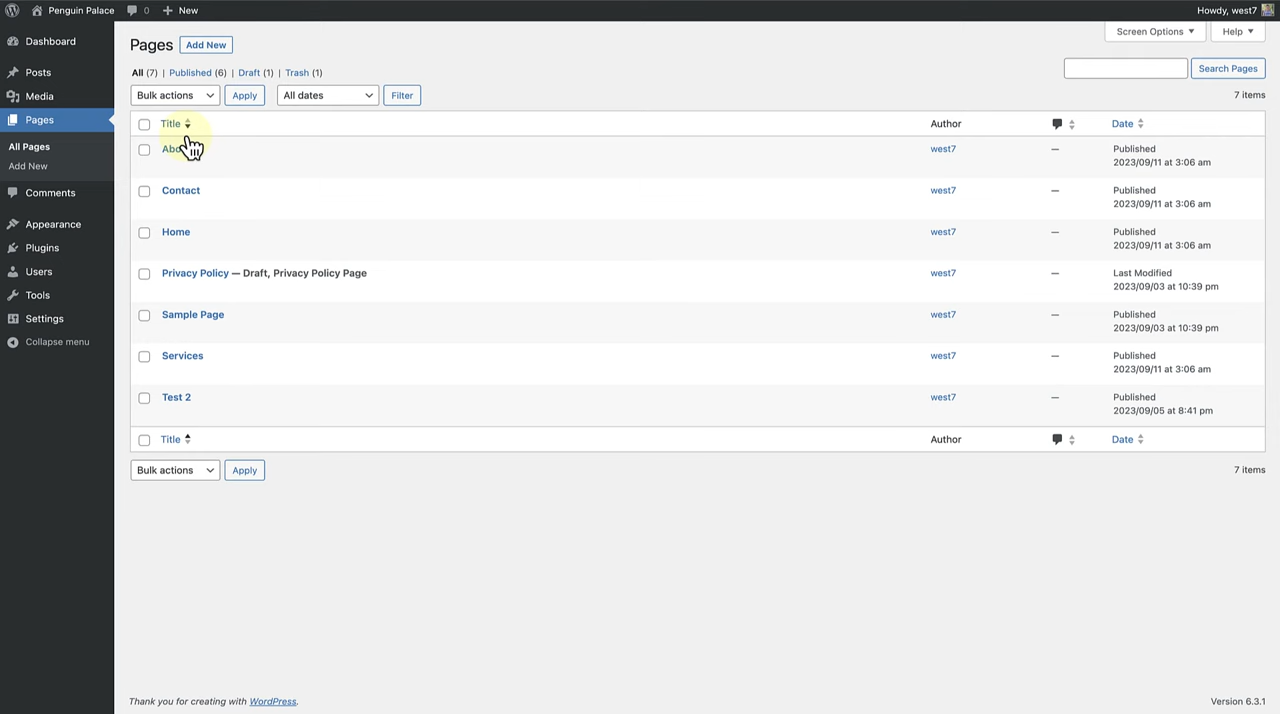 Penguin Palace 0 New Howdy, west7
Dashboard
Posts
Media
Pages
All Pages
Add New
Comments
Appearance
Plugins
Users
Tools
Settings
Collapse menu
Pages Add New Screen Options Help
All (7) | Published (6) | Draft (1) | Trash (1) Search Pages
Bulk actions Apply All dates Filter 7 items
Title Author Date
west7 — Published
2023/09/11 at 3:06 am
Contact west7 — Published
2023/09/11 at 3:06 am
Home west7 — Published
2023/09/11 at 3:06 am
Privacy Policy — Draft, Privacy Policy Page west7 — Last Modified
2023/09/03 at 10:39 pm
Sample Page west7 — Published
2023/09/03 at 10:39 pm
Services west7 — Published
2023/09/11 at 3:06 am
Test 2 west7 — Published
2023/09/05 at 8:41 pm
Title Author Date
Bulk actions Apply 7 items
Thank you for creating with WordPress. Version 6.3.1